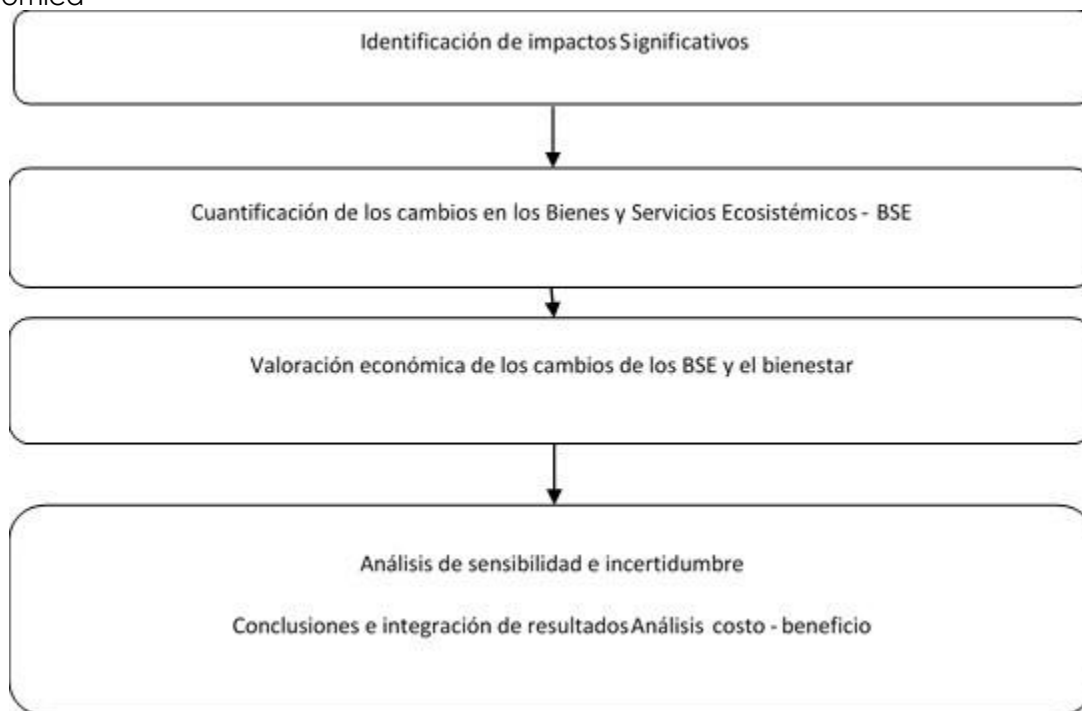 ómica
Identificación de impactos Significativos
Cuantificación de los cambios en los Bienes y Servicios Ecosistémicos - BSE
Valoración económica de los cambios de los BSE y el bienestar
Análisis de sensibilidad e incertidumbre
Conclusiones e integración de resultados Análisis costo - beneficio